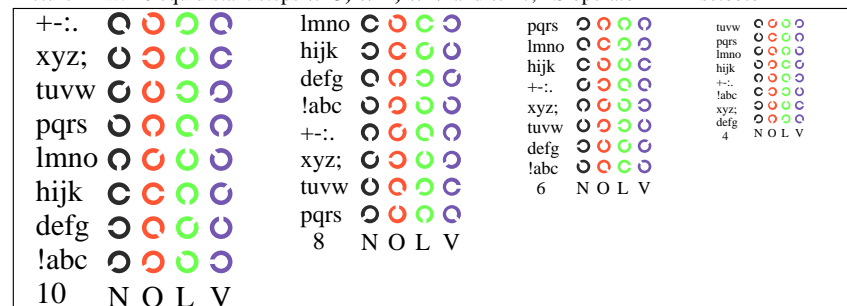 +-:.
xyz;
tuvw
pqrs
lmno
hijk
defg
!abc
10 N O L V
lmno
hijk
defg
!abc
+-:.
xyz;
tuvw
pqrs
8 N O L V
pqrs
lmno
hijk
+-:.
xyz;
tuvw
defg
!abc
6 N O L V
tuvw
pqrs
lmno
hijk
+-:.
!abc
xyz;
defg
4 N O L V